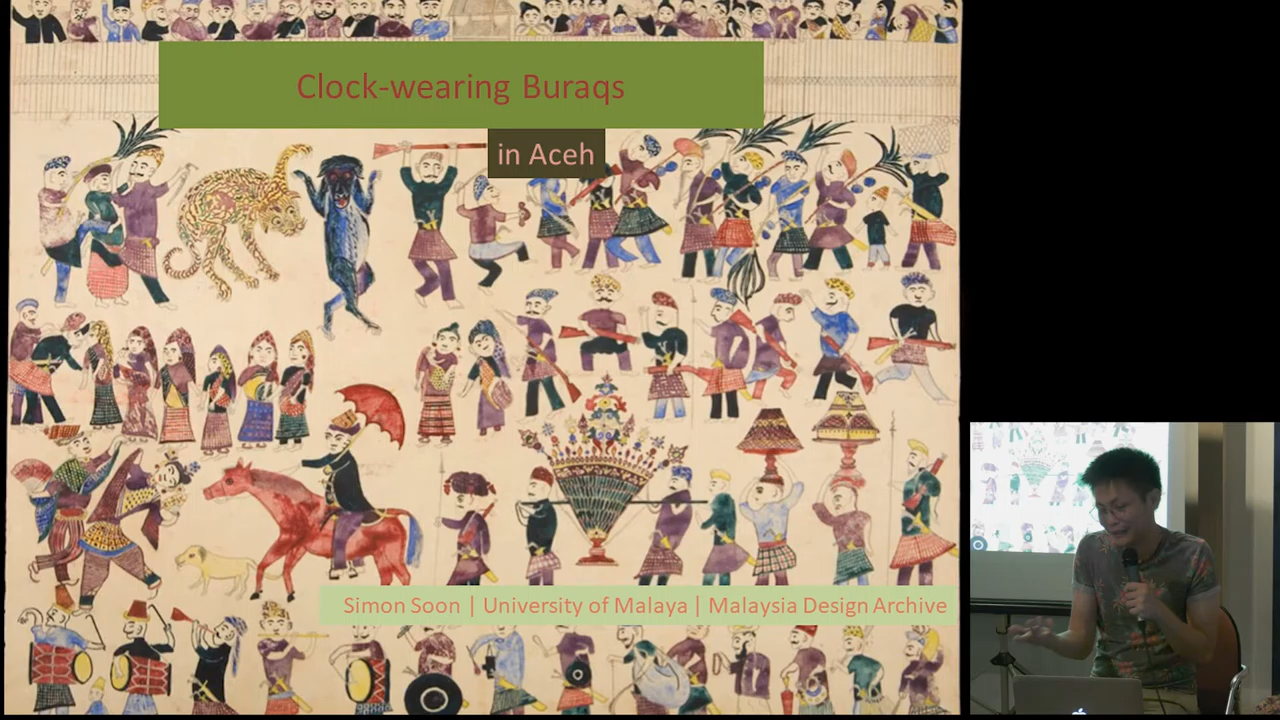 Clock-wearing Buraqs
in Aceh
Simon Soon | University of Malaya | Malaysia Design Archive